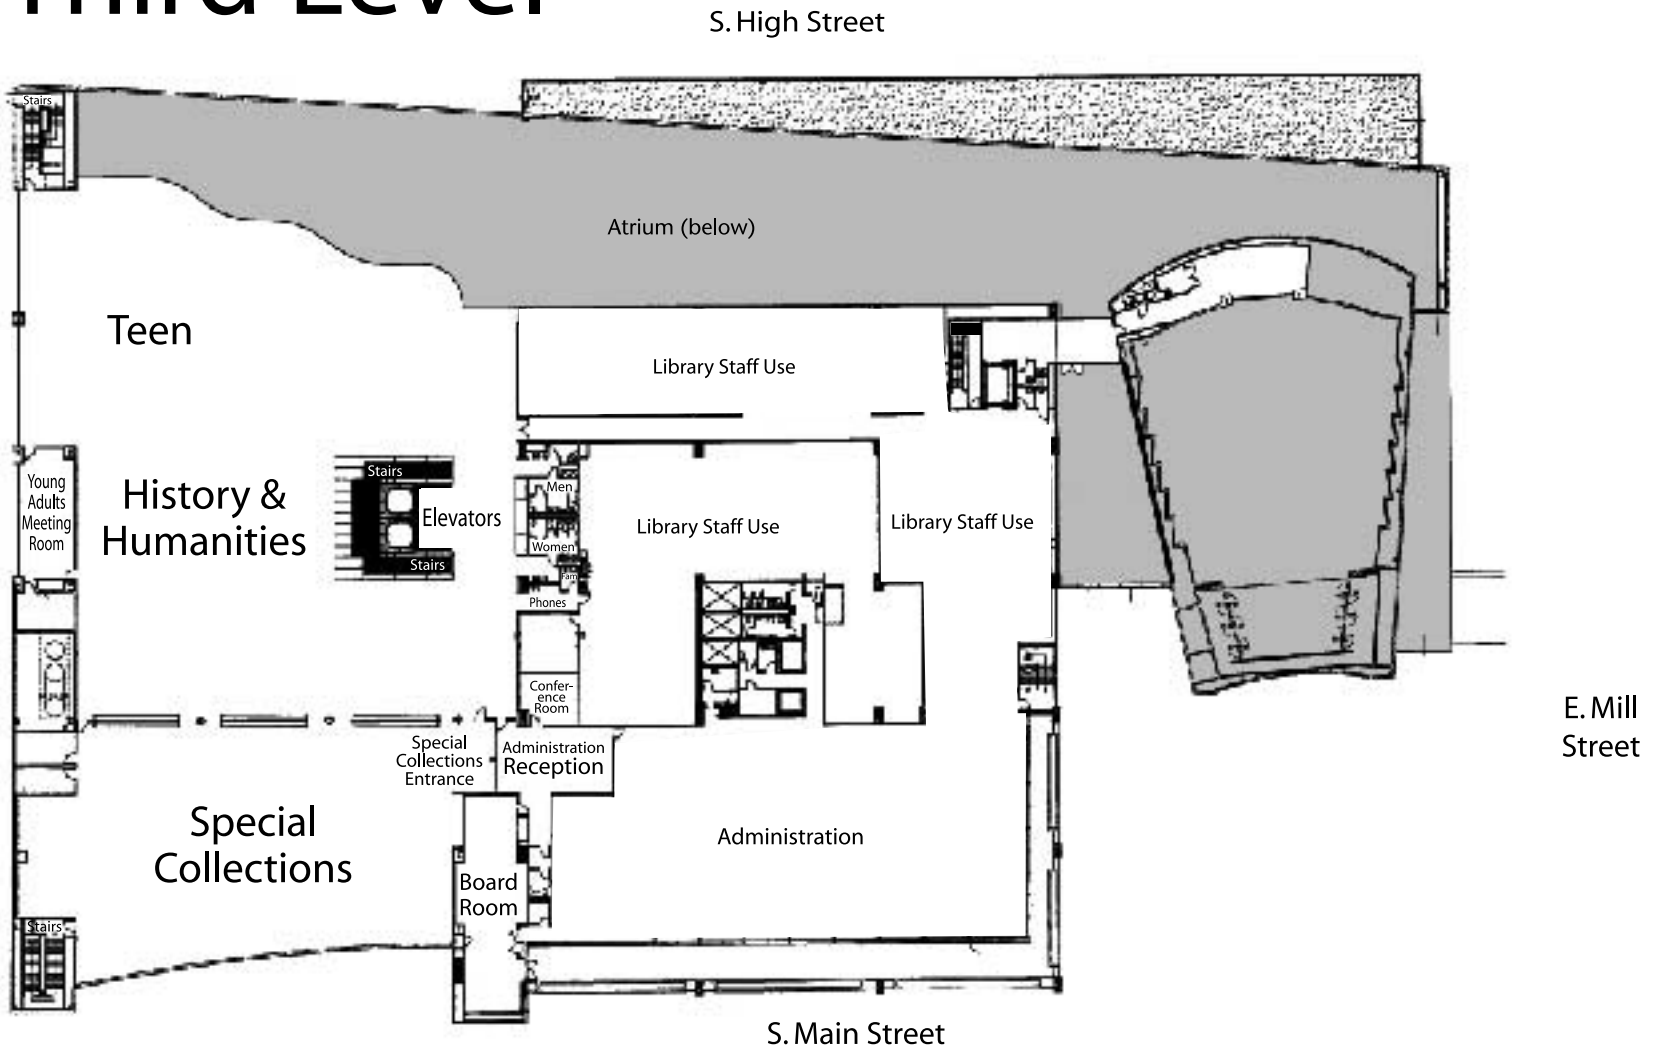 Third Level
S. High Street
Stairs
Atrium (below)
Teen
Library Staff Use
Young
Adults
Meeting
Room
History &
Humanities
Stairs
Elevators
Stairs
Men
Women
Fam
Phones
Library Staff Use
Library Staff Use
Confer-
ence
Room
Special
Collections
Entrance
Administration
Reception
E. Mill
Street
Special
Collections
Administration
Board
Room
Stairs
S. Main Street